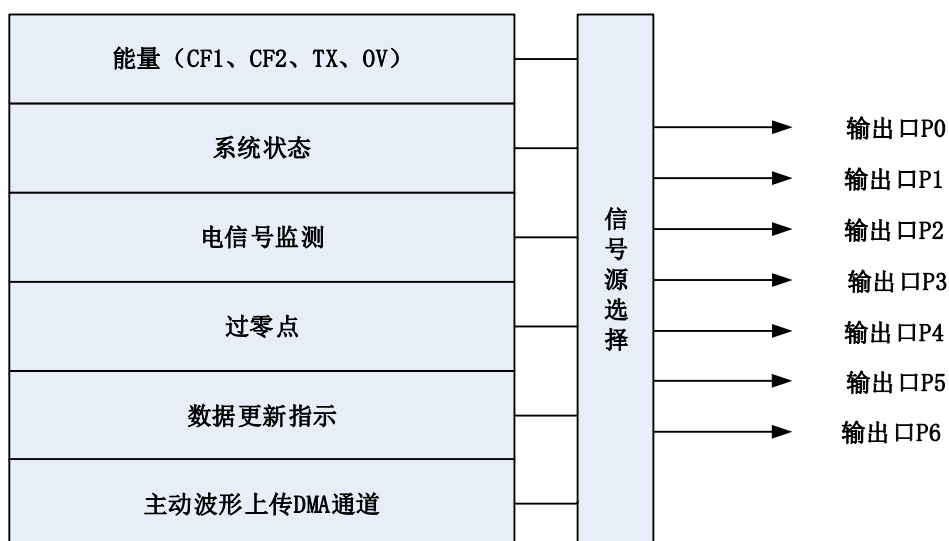 能量（CF1、CF2、TX、OV）
系统状态
电信号监测
过零点
数据更新指示
主动波形上传DMA通道
信号源选择
输出口P0
输出口P1
输出口P2
输出口P3
输出口P4
输出口P5
输出口P6